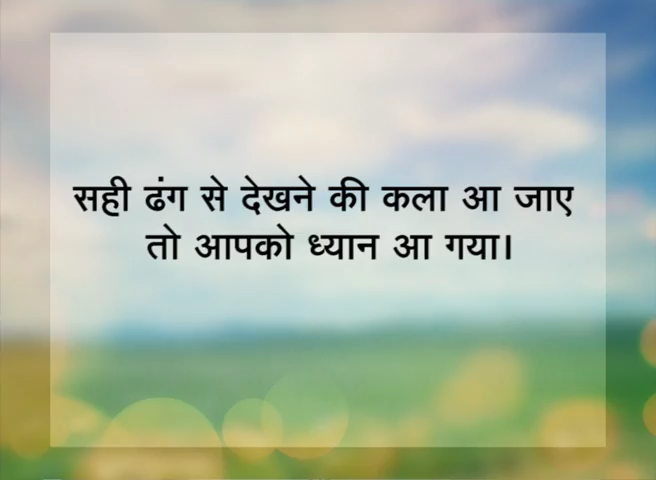 सही ढंग से देखने की कला आ जाए
तो आपको ध्यान आ गया।